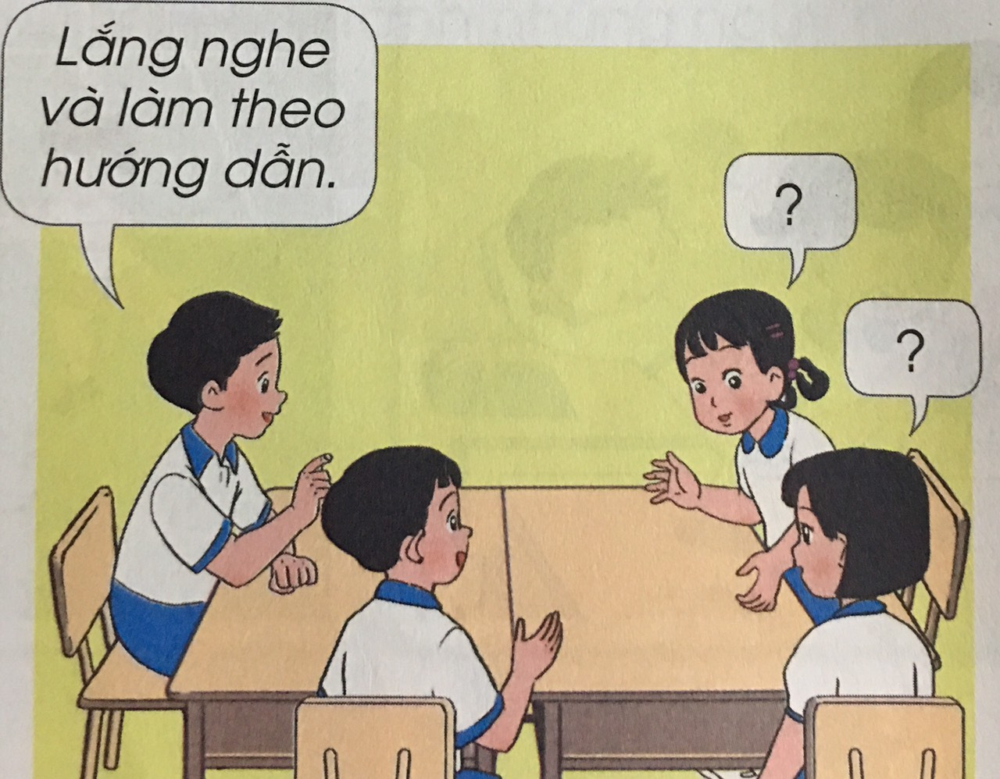 Lắng nghe
và làm theo
hướng dẫn.
?
?